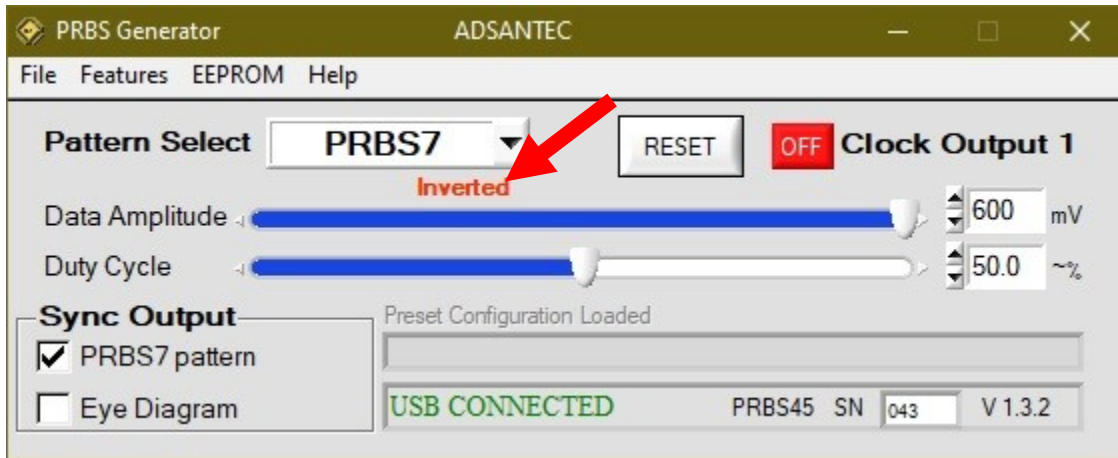 PRBS Generator ADSANTEC
File Features EEPROM Help
Pattern Select PRBS7 RESET OFF Clock Output 1
Inverted
Data Amplitude 600 mV
Duty Cycle 50.0 ~%
Sync Output
PRBS7 pattern
Eye Diagram
Preset Configuration Loaded
USB CONNECTED PRBS45 SN 043 V 1.3.2